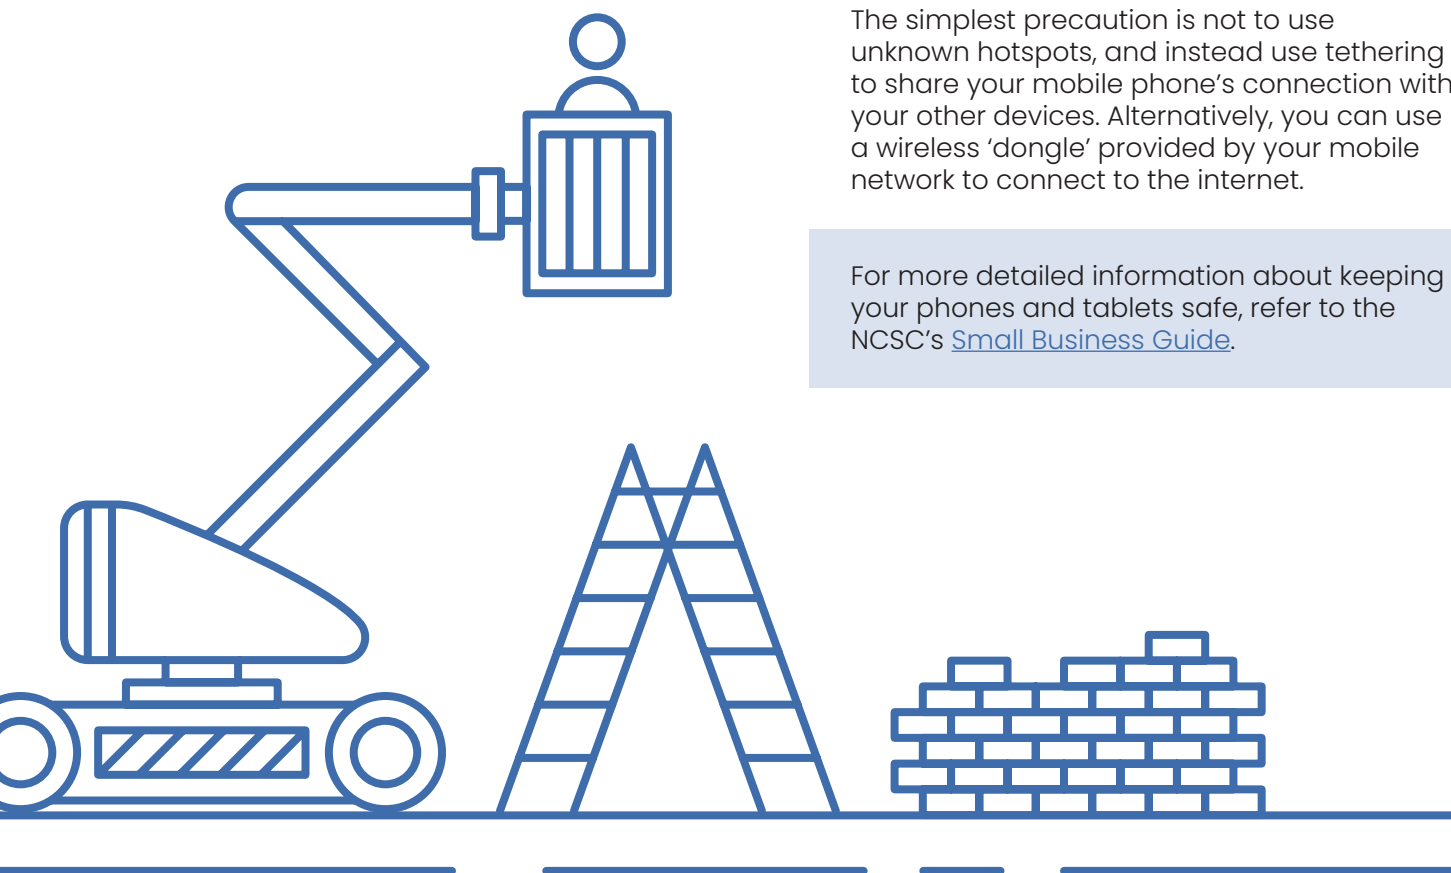 The simplest precaution is not to use
unknown hotspots, and instead use tethering
to share your mobile phone’s connection with
your other devices. Alternatively, you can use
a wireless ‘dongle’ provided by your mobile
network to connect to the internet.
For more detailed information about keeping
your phones and tablets safe, refer to the
NCSC’s Small Business Guide.